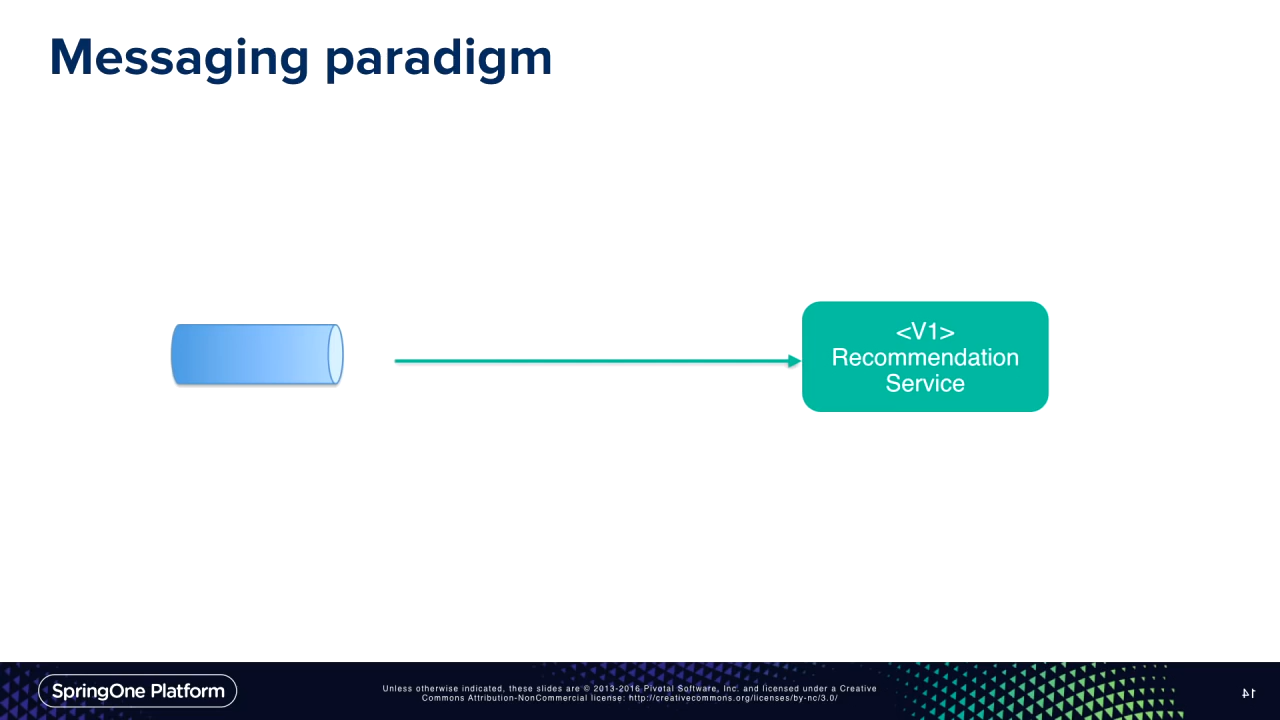 Messaging paradigm
<V1>
Recommendation
Service
SpringOne Platform
Unless otherwise indicated, these slides are © 2013-2016 Pivotal Software, Inc. and licensed under a Creative
Commons Attribution-NonCommercial license: http://creativecommons.org/licenses/by-nc/3.0/
14